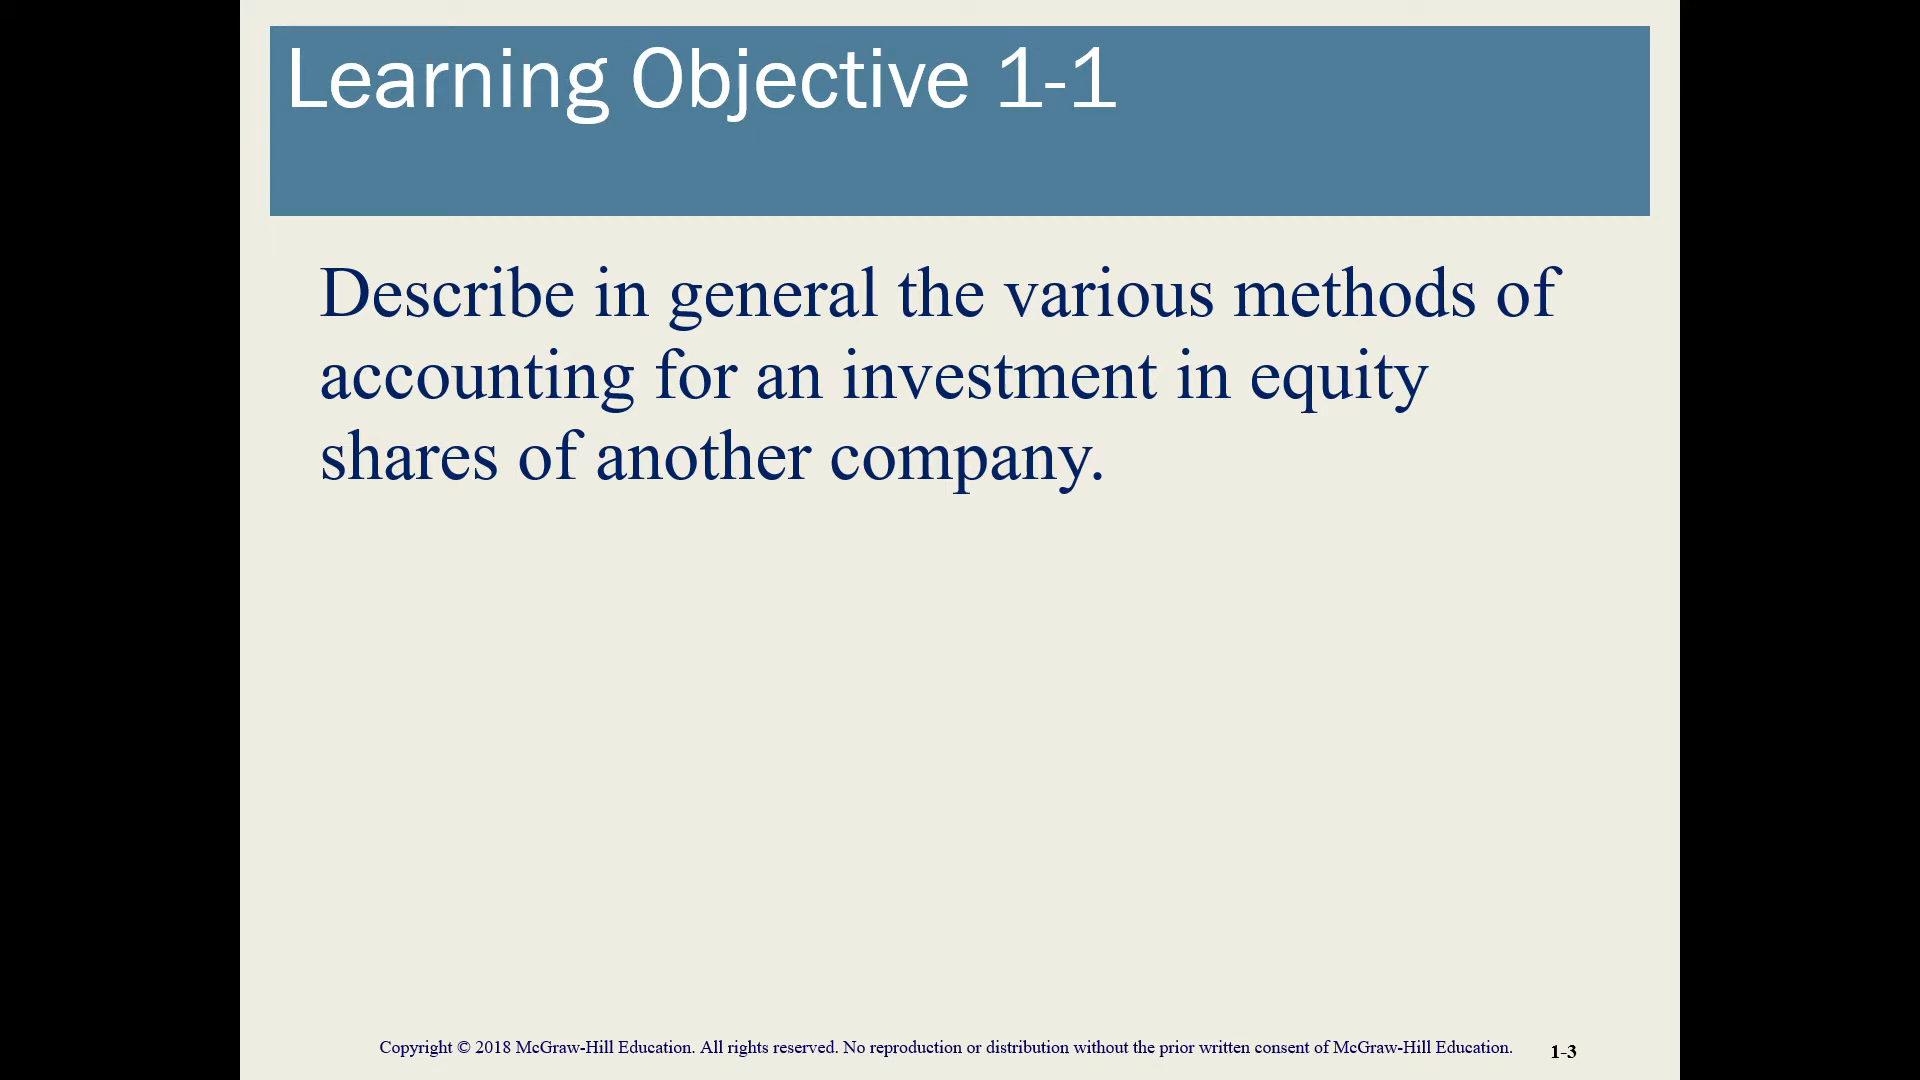 Learning Objective 1-1
Describe in general the various methods of
accounting for an investment in equity
shares of another company.
Copyright © 2018 McGraw-Hill Education. All rights reserved. No reproduction or distribution without the prior written consent of McGraw-Hill Education.
1-3